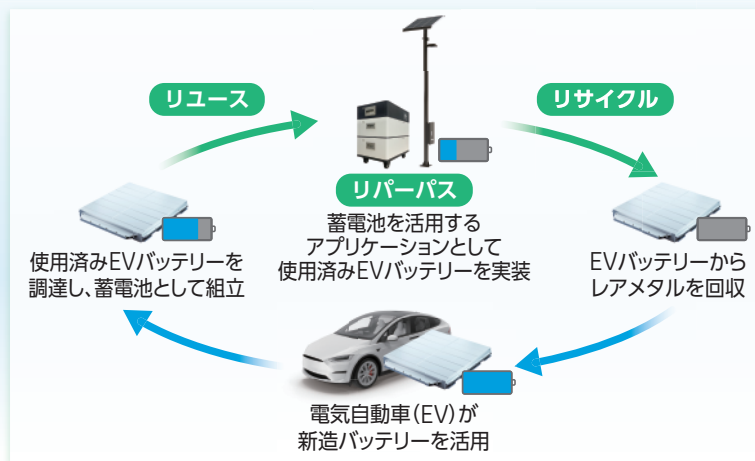 リユース
リサイクル
リパーパス
蓄電池を活用する
アプリケーションとして
使用済みEVバッテリーを実装
使用済みEVバッテリーを
調達し、蓄電池として組立
EVバッテリーから
レアメタルを回収
電気自動車(EV)が
新造バッテリーを活用